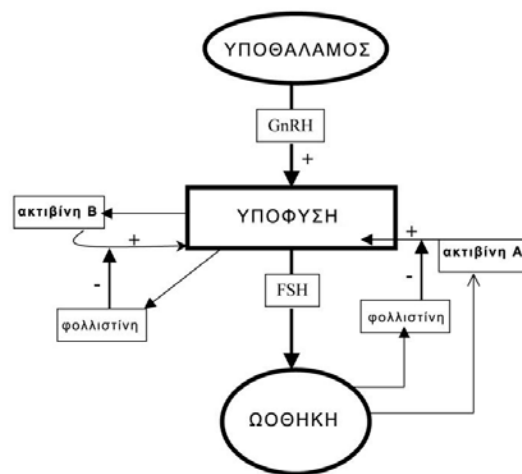 ΥΠΟΘΑΛΑΜΟΣ
GnRH
+
ακτιβίνη Β
+
ΥΠΟΦΥΣΗ
+
ακτιβίνη Α
-
FSH
-
φολλιστίνη
φολλιστίνη
ΩΟΘΗΚΗ